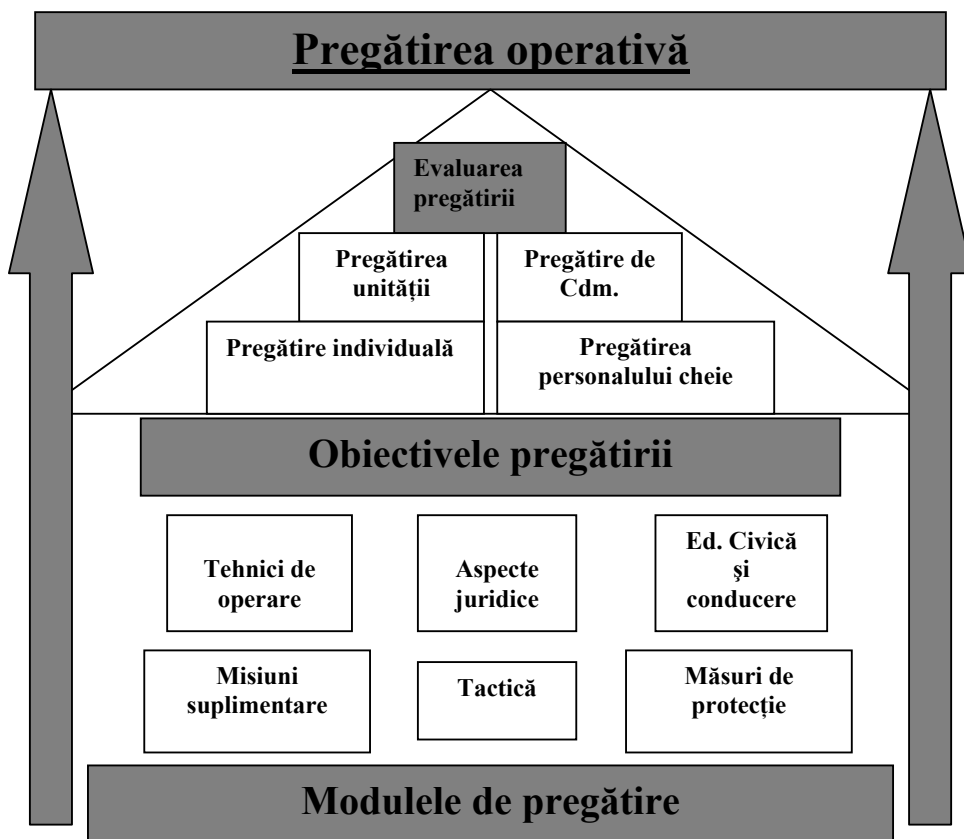 Pregătirea operativă
Evaluarea
pregătirii
Pregătirea
unității
Pregătire de
Cdm.
Pregătire individuală
Pregătirea
personalului cheie
Obiectivele pregătirii
Tehnici de
operare
Aspecte
juridice
Ed. Civică
şi
conducere
Misiuni
suplimentare
Tactică
Măsuri de
protecție
Modulele de pregătire